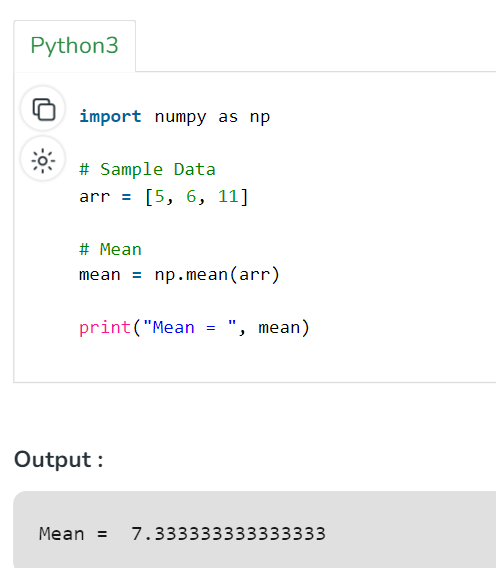 Python3
import numpy as np
# Sample Data
arr = [5, 6, 11]
# Mean
mean = np.mean(arr)
print("Mean = ", mean)
Output :
Mean =  7.333333333333333